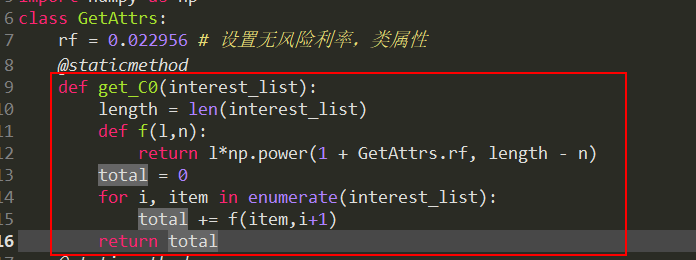 5 import numpy as np
6 class GetAttrs:
7 rf = 0.022956 # 设置无风险利率，类属性
8 @staticmethod
9 def get_C0(interest_list):
10 length = len(interest_list)
11 def f(l,n):
12 return l*np.power(1 + GetAttrs.rf, length - n)
13 total = 0
14 for i, item in enumerate(interest_list):
15 total += f(item,i+1)
16 return total